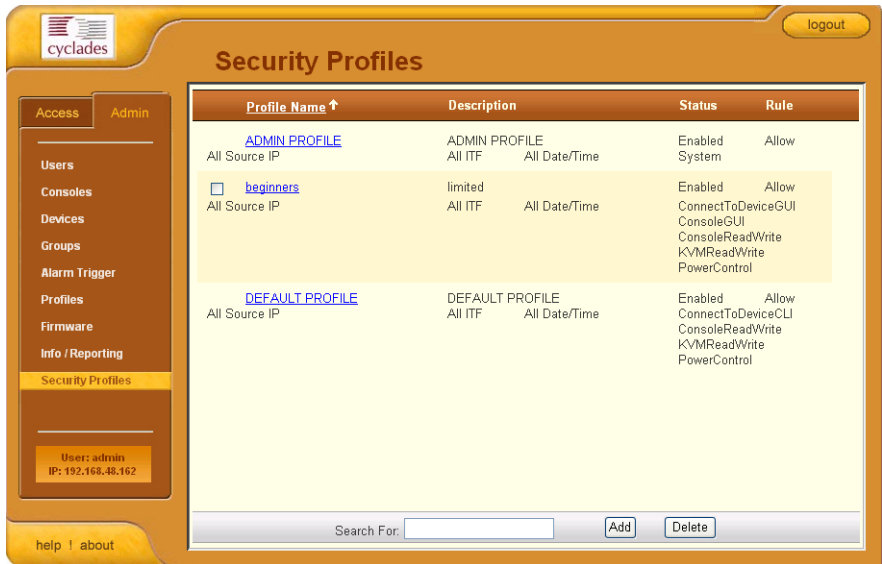 cyclades
logout
Security Profiles
Access Admin
Users
Consoles
Devices
Groups
Alarm Trigger
Profiles
Firmware
Info / Reporting
Security Profiles
User: admin
IP: 192.168.48.162
help ! about
Profile Name ↑ Description Status Rule
ADMIN PROFILE ADMIN PROFILE Enabled Allow
All Source IP All ITF All Date/Time System
beginners limited Enabled Allow
All Source IP All ITF All Date/Time ConnectToDeviceGUI
ConsoleGUI
ConsoleReadWrite
KVMReadWrite
PowerControl
DEFAULT PROFILE DEFAULT PROFILE Enabled Allow
All Source IP All ITF All Date/Time ConnectToDeviceCLI
ConsoleReadWrite
KVMReadWrite
PowerControl
Search For: Add Delete